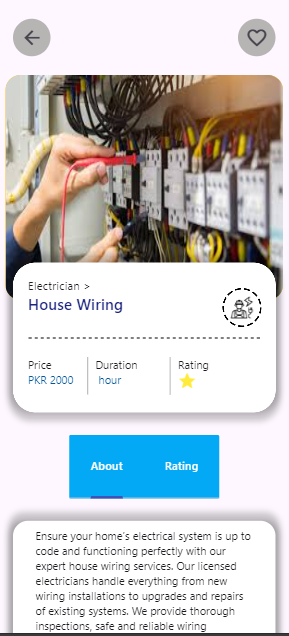 Electrician >
House Wiring
Price
Duration
Rating
PKR 2000
hour
About
Rating
Ensure your home's electrical system is up to
code and functioning perfectly with our
expert house wiring services. Our licensed
electricians handle everything from new
wiring installations to upgrades and repairs
of existing systems. We provide thorough
inspections, safe and reliable wiring